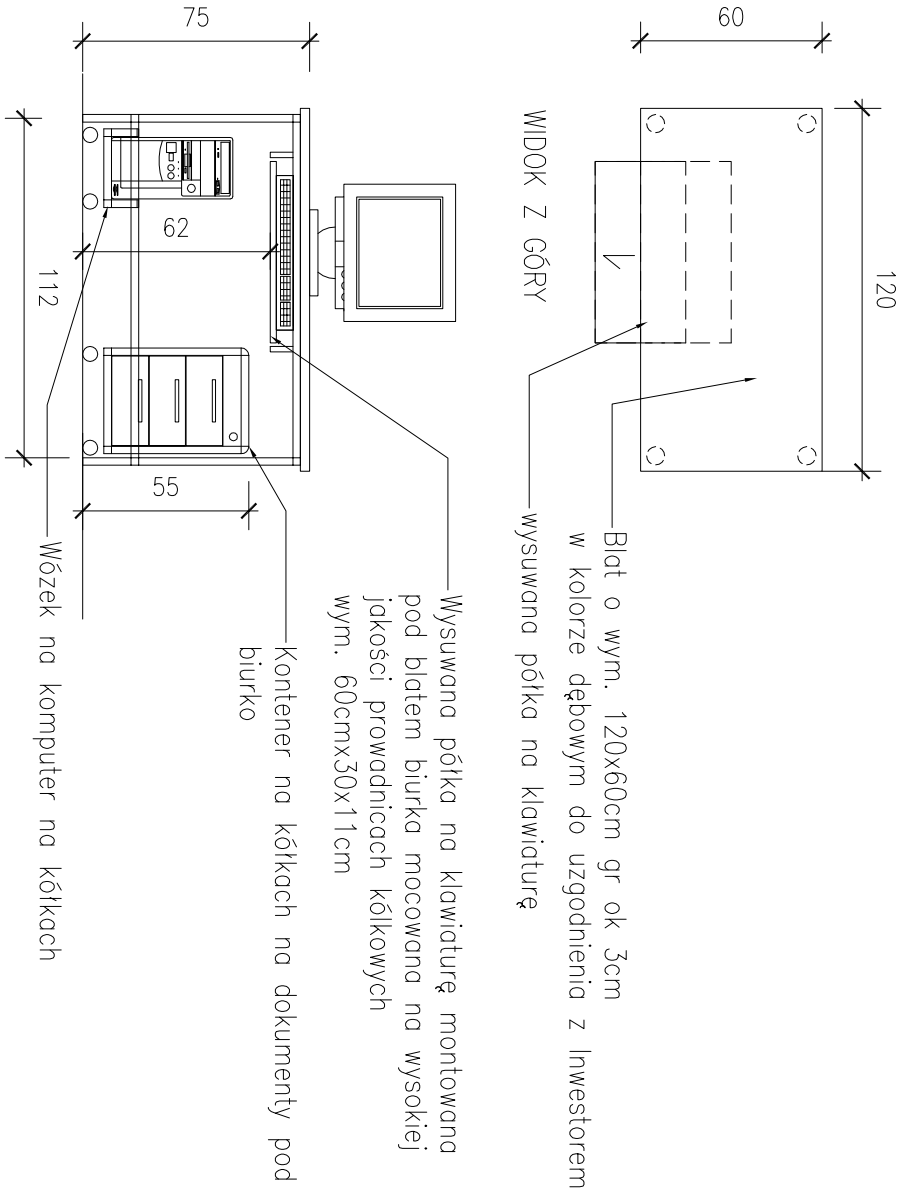 120
60
Blat o wym. 120x60cm gr ok 3cm
w kolorze dębowym do uzgodnienia z Inwestorem
wysuwana półka na klawiaturę
WIDOK Z GÓRY
75
62
112
55
Wysuwana półka na klawiaturę montowana
pod blatem biurka mocowana na wysokiej
jakości prowadnicach kólkowych
wym. 60cmx30x11cm
Kontener na kółkach na dokumenty pod
biurko
Wózek na komputer na kółkach